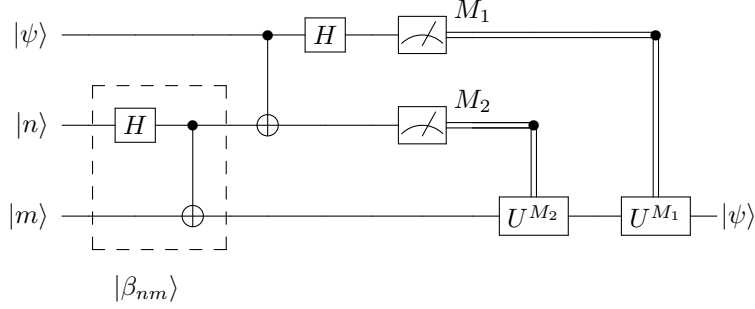 M₁
|ψ⟩ H
M₂
|n⟩ H
|m⟩ U^{M₂} U^{M₁} |ψ⟩
|β_{nm}⟩